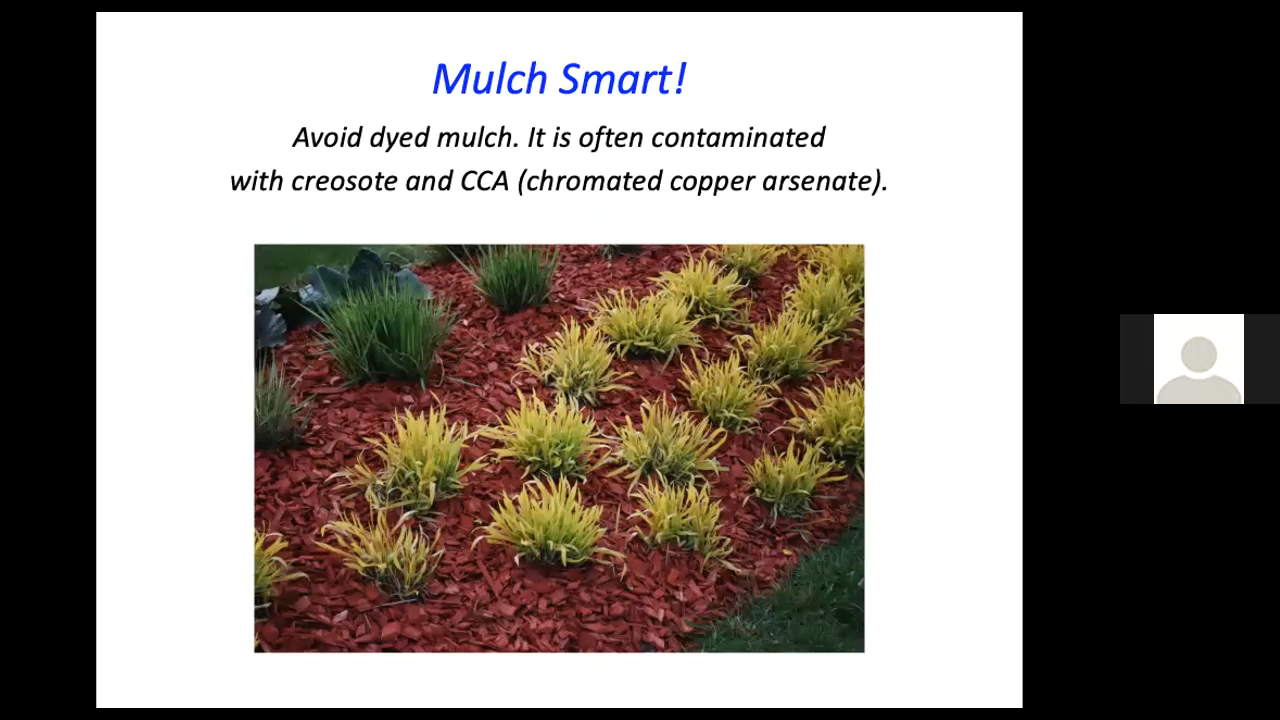 Mulch Smart!
Avoid dyed mulch. It is often contaminated
with creosote and CCA (chromated copper arsenate).